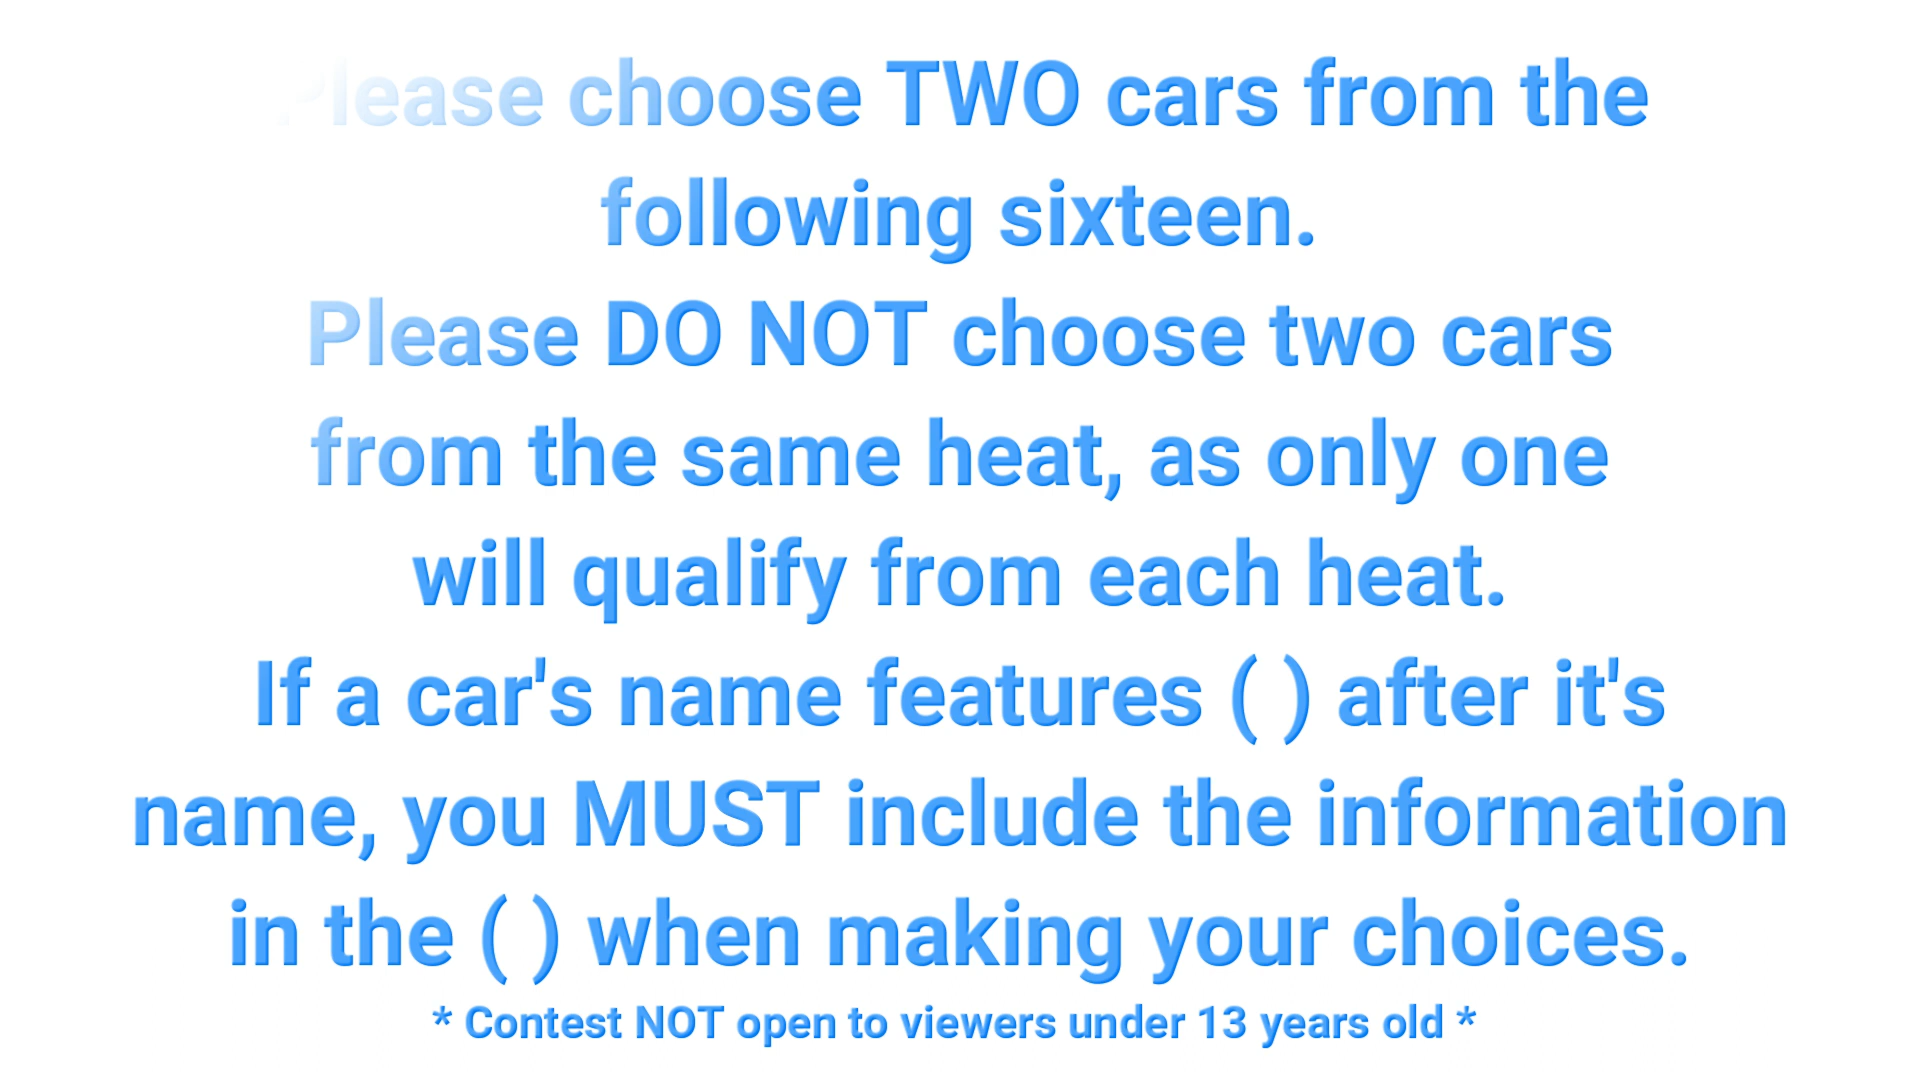 Please choose TWO cars from the
following sixteen.
Please DO NOT choose two cars
from the same heat, as only one
will qualify from each heat.
If a car's name features ( ) after it's
name, you MUST include the information
in the ( ) when making your choices.
* Contest NOT open to viewers under 13 years old *